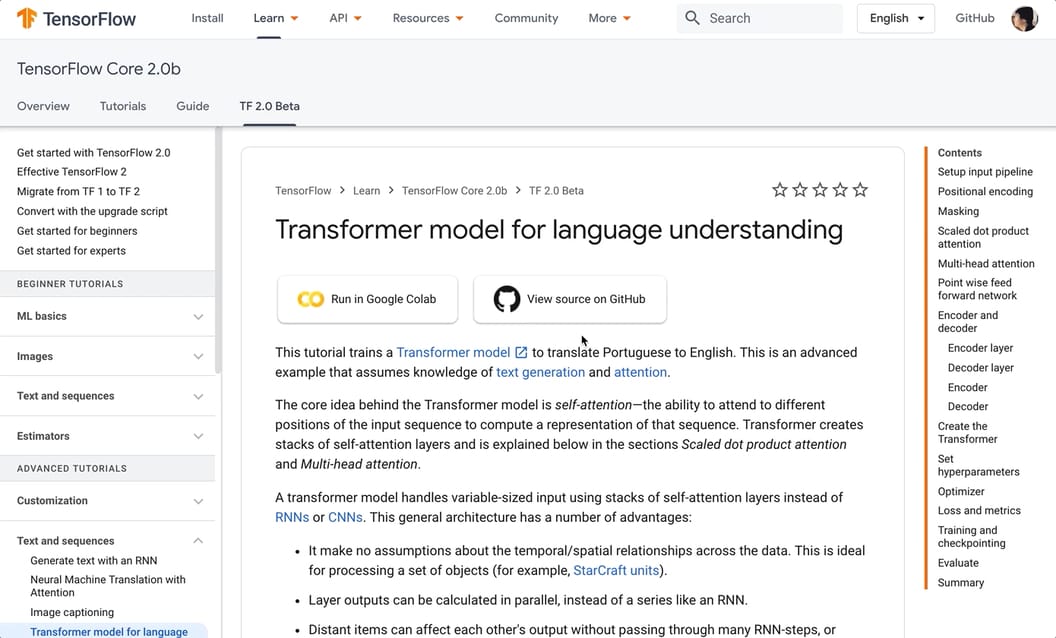 TensorFlow
Install
Learn
API
Resources
Community
More
Search
English
GitHub
TensorFlow Core 2.0b
Overview
Tutorials
Guide
TF 2.0 Beta
Get started with TensorFlow 2.0
Effective TensorFlow 2
Migrate from TF 1 to TF 2
Convert with the upgrade script
Get started for beginners
Get started for experts
BEGINNER TUTORIALS
ML basics
Images
Text and sequences
Estimators
ADVANCED TUTORIALS
Customization
Text and sequences
Generate text with an RNN
Neural Machine Translation with
Attention
Image captioning
Transformer model for language
TensorFlow > Learn > TensorFlow Core 2.0b > TF 2.0 Beta
Transformer model for language understanding
Run in Google Colab
View source on GitHub
This tutorial trains a Transformer model to translate Portuguese to English. This is an advanced
example that assumes knowledge of text generation and attention.
The core idea behind the Transformer model is self-attention—the ability to attend to different
positions of the input sequence to compute a representation of that sequence. Transformer creates
stacks of self-attention layers and is explained below in the sections Scaled dot product attention
and Multi-head attention.
A transformer model handles variable-sized input using stacks of self-attention layers instead of
RNNs or CNNs. This general architecture has a number of advantages:
• It make no assumptions about the temporal/spatial relationships across the data. This is ideal
for processing a set of objects (for example, StarCraft units).
• Layer outputs can be calculated in parallel, instead of a series like an RNN.
• Distant items can affect each other's output without passing through many RNN-steps, or
Contents
Setup input pipeline
Positional encoding
Masking
Scaled dot product
attention
Multi-head attention
Point wise feed
forward network
Encoder and
decoder
Encoder layer
Decoder layer
Encoder
Decoder
Create the
Transformer
Set
hyperparameters
Optimizer
Loss and metrics
Training and
checkpointing
Evaluate
Summary